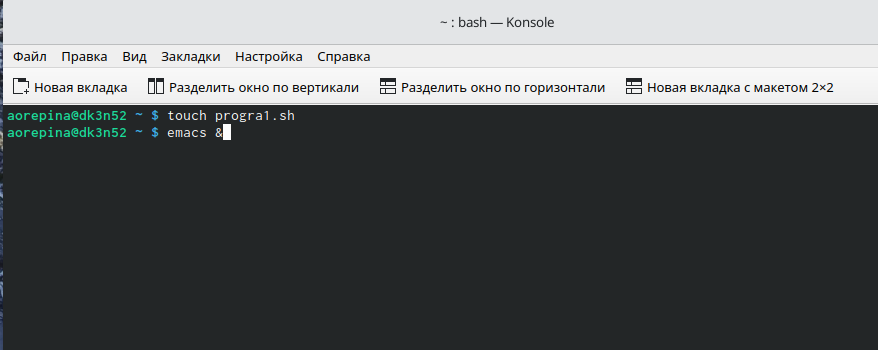 ~ : bash — Konsole
Файл Правка Вид Закладки Настройка Справка
Новая вкладка Разделить окно по вертикали Разделить окно по горизонтали Новая вкладка с макетом 2×2
aorepina@dk3n52 ~ $ touch progra1.sh
aorepina@dk3n52 ~ $ emacs &